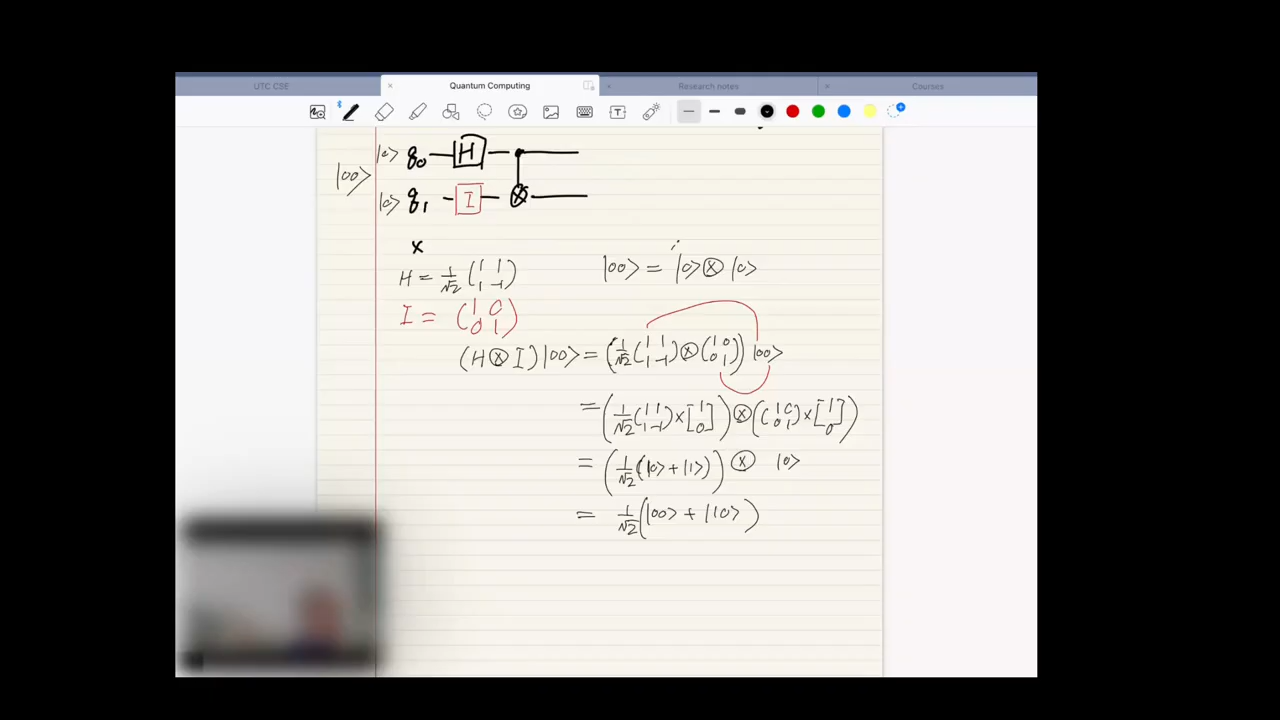 UTC CSE × Quantum Computing × Research notes × Courses
|0⟩ q₀ H
|00⟩
|0⟩ q₁ I ⊗
x
H = 1/√2 (1 1 1 -1) |00⟩ = |0⟩ ⊗ |0⟩
I = (1 0 0 1)
(H ⊗ I) |00⟩ = (1/√2 (1 1 1 -1) ⊗ (1 0 0 1)) |00⟩
= (1/√2 (1 1 1 -1) × [1 0]) ⊗ ((1 0 0 1) × [1 0])
= (1/√2 (|0⟩ + |1⟩)) ⊗ |0⟩
= 1/√2 (|00⟩ + |10⟩)